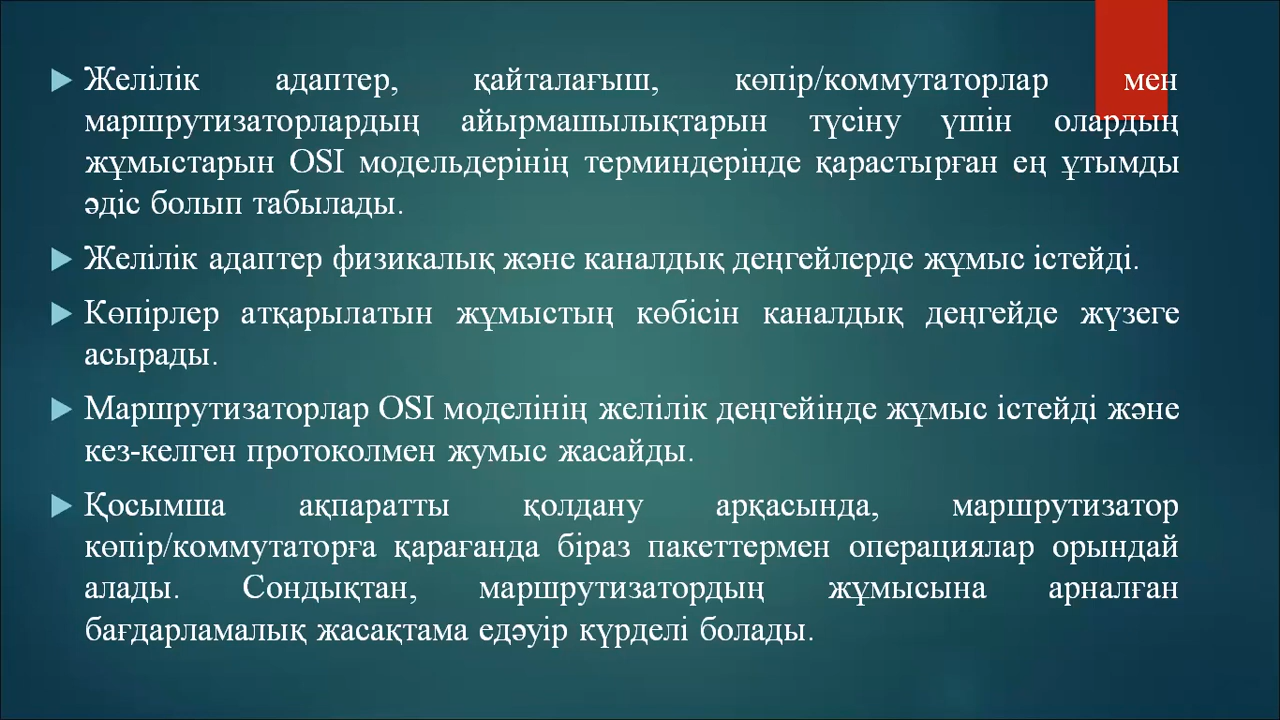 Желілік адаптер, қайталағыш, көпір/коммутаторлар мен
маршрутизаторлардың айырмашылықтарын түсіну үшін олардың
жұмыстарын OSI модельдерінің терминдерінде қарастырған ең ұтымды
әдіс болып табылады.
Желілік адаптер физикалық және каналдық деңгейлерде жұмыс істейді.
Көпірлер атқарылатын жұмыстың көбісін каналдық деңгейде жүзеге
асырады.
Маршрутизаторлар OSI моделінің желілік деңгейінде жұмыс істейді және
кез-келген протоколмен жумыс жасайды.
Қосымша ақпаратты қолдану арқасында, маршрутизатор
көпір/коммутаторға қарағанда біраз пакеттермен операциялар орындай
алады. Сондықтан, маршрутизатордың жұмысына арналған
бағдарламалық жасақтама едәуір күрделі болады.